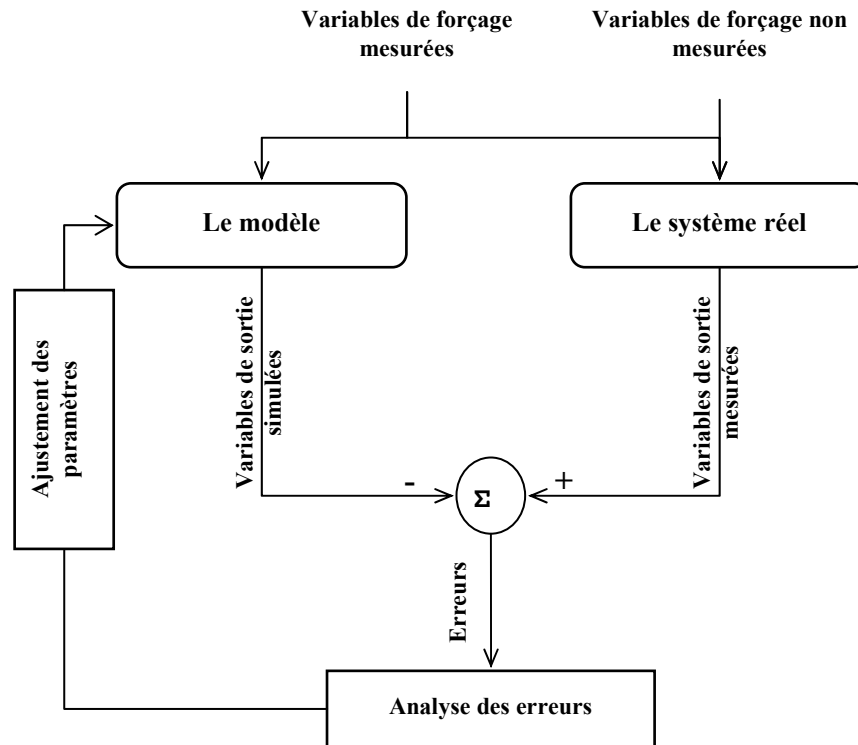 Variables de forçage
mesurées
Variables de forçage non
mesurées
Le modèle
Le système réel
Ajustement des
paramètres
Variables de sortie
simulées
Variables de sortie
mesurées
-
Σ
+
Erreurs
Analyse des erreurs